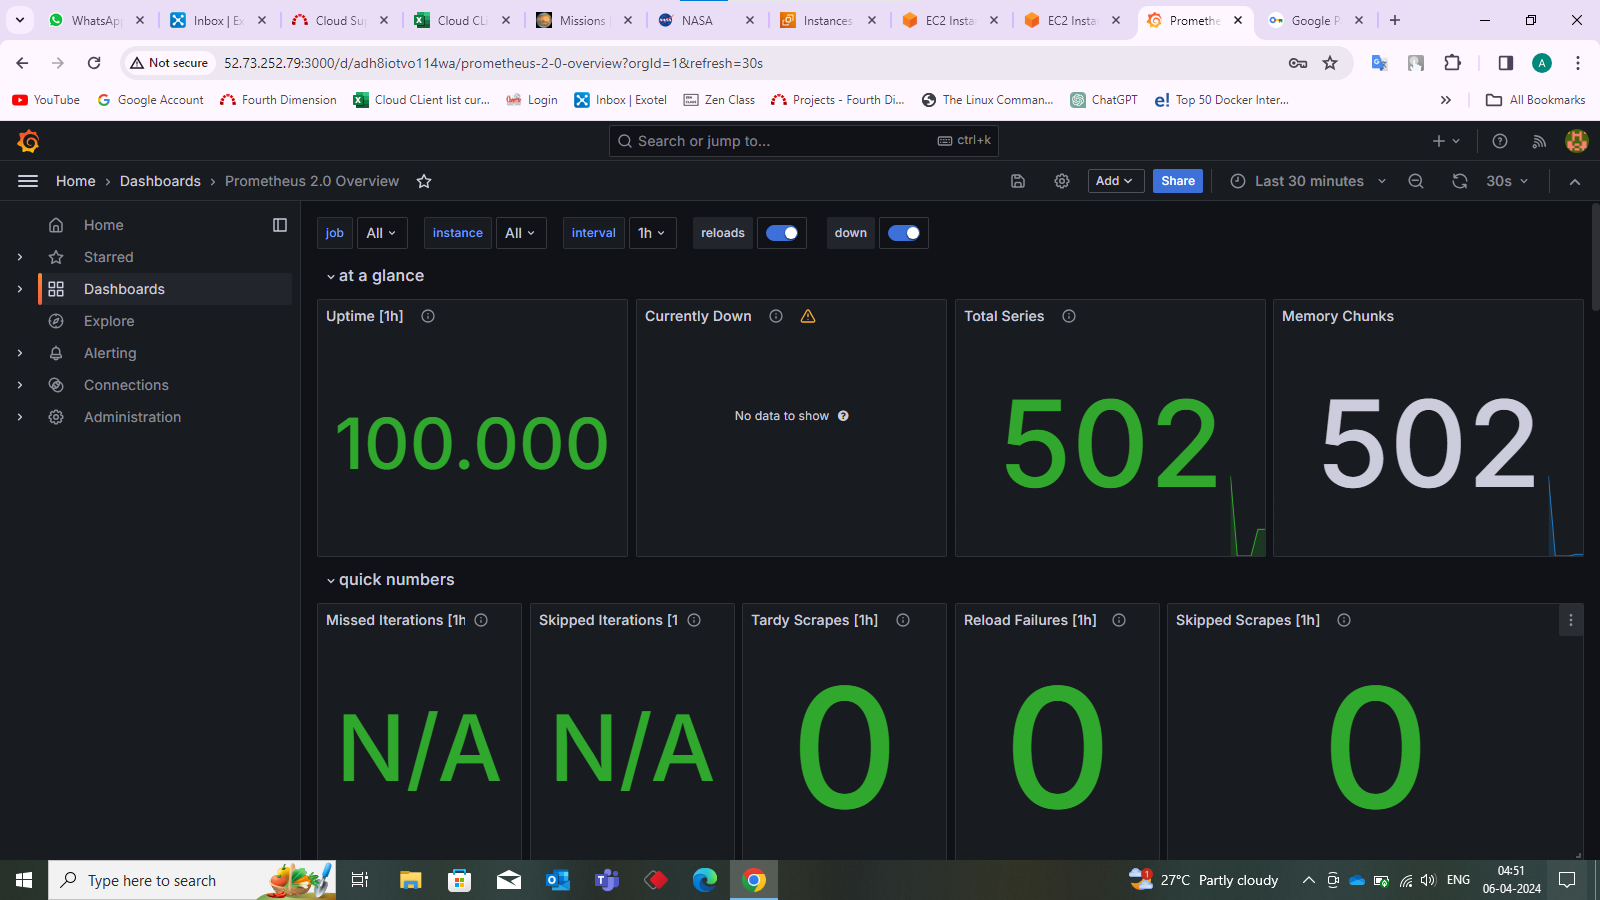 WhatsApp
Inbox | Ex
Cloud Sup
Cloud CLi
Missions
NASA
Instances
EC2 Insta
EC2 Insta
Promethe
Google P
Not secure
52.73.252.79:3000/d/adh8iotvo114wa/prometheus-2-0-overview?orgId=1&refresh=30s
A
YouTube
Google Account
Fourth Dimension
Cloud CLient list cur...
Login
Inbox | Exotel
Zen Class
Projects - Fourth Di...
The Linux Comman...
ChatGPT
Top 50 Docker Inter...
All Bookmarks
Search or jump to...
ctrl+k
Home
Dashboards
Prometheus 2.0 Overview
Add
Share
Last 30 minutes
30s
Home
Starred
Dashboards
Explore
Alerting
Connections
Administration
job
All
instance
All
interval
1h
reloads
down
at a glance
Uptime [1h]
100.000
Currently Down
No data to show
Total Series
502
Memory Chunks
502
quick numbers
Missed Iterations [1h
N/A
Skipped Iterations [1
N/A
Tardy Scrapes [1h]
0
Reload Failures [1h]
0
Skipped Scrapes [1h]
0
Type here to search
1
27°C Partly cloudy
ENG
04:51
06-04-2024